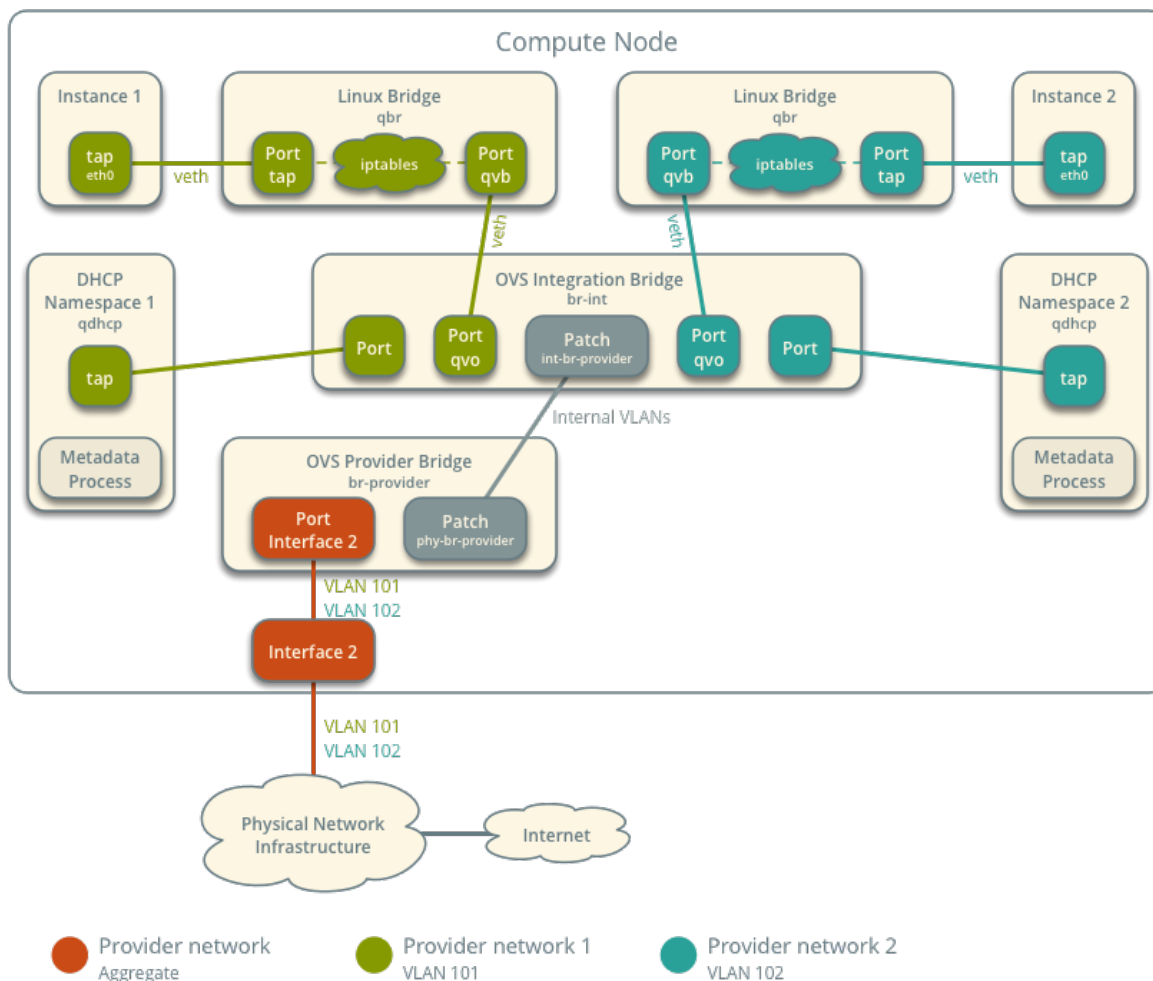 Compute Node
Instance 1
tap
eth0
veth
Linux Bridge
qbr
Port
tap
iptables
Port
qvb
veth
Linux Bridge
qbr
Port
qvb
iptables
Port
tap
veth
veth
Instance 2
tap
eth0
DHCP
Namespace 1
qdhcp
tap
Metadata
Process
OVS Integration Bridge
br-int
Port
Port
qvo
Patch
int-br-provider
Port
qvo
Port
DHCP
Namespace 2
qdhcp
tap
Metadata
Process
Internal VLANs
OVS Provider Bridge
br-provider
Port
Interface 2
Patch
phy-br-provider
VLAN 101
VLAN 102
Interface 2
VLAN 101
VLAN 102
Physical Network
Infrastructure
Internet
Provider network
Aggregate
Provider network 1
VLAN 101
Provider network 2
VLAN 102